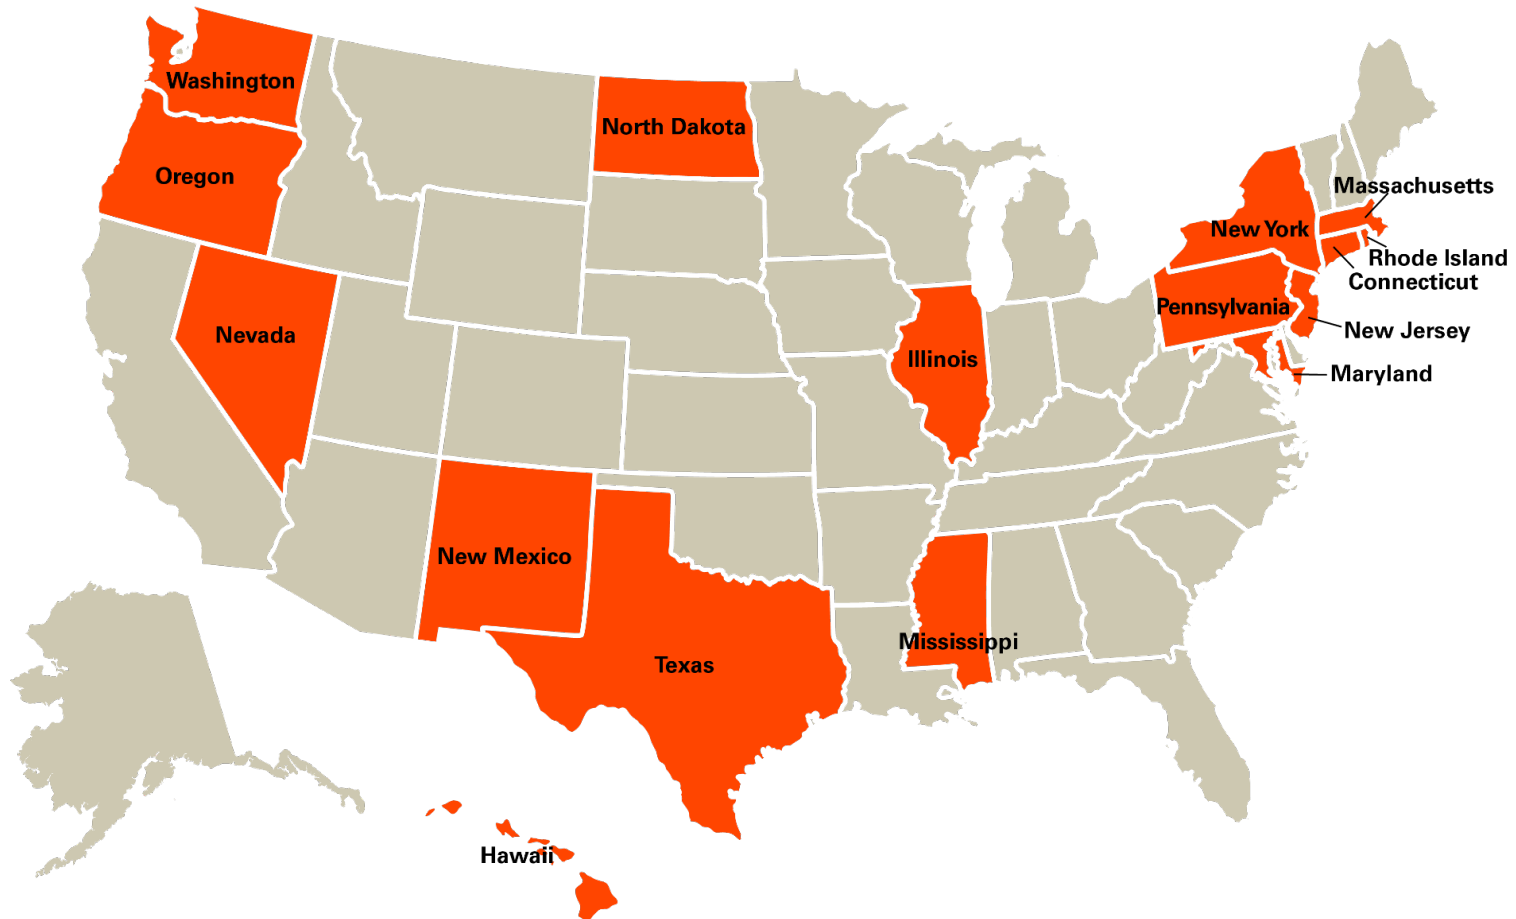 Washington
North Dakota
Oregon
Massachusetts
New York
Rhode Island
Connecticut
Pennsylvania
New Jersey
Nevada
Illinois
Maryland
New Mexico
Mississippi
Texas
Hawaii